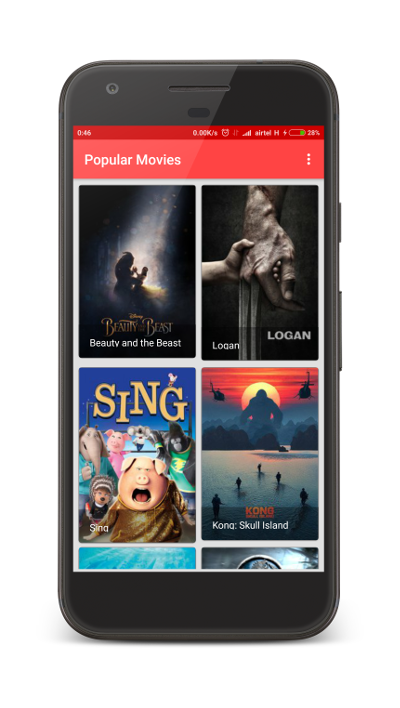 0:46 0.00K/s airtel H 28%
Popular Movies
Disney
BEAUTY AND THE BEAST
Beauty and the Beast
LOGAN
Logan
SING
Sing
KONG
SKULL ISLAND
Kong: Skull Island